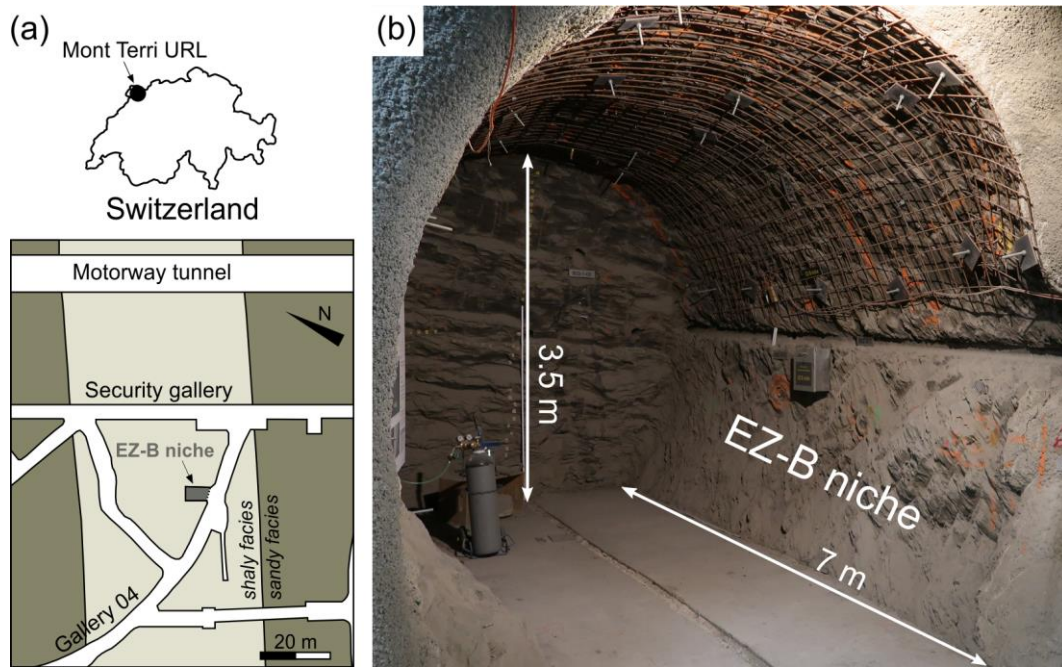 (a)
Mont Terri URL
Switzerland
Motorway tunnel
N
Security gallery
EZ-B niche
shaly facies
sandy facies
Gallery 04
20 m
(b)
3.5 m
EZ-B niche
7 m